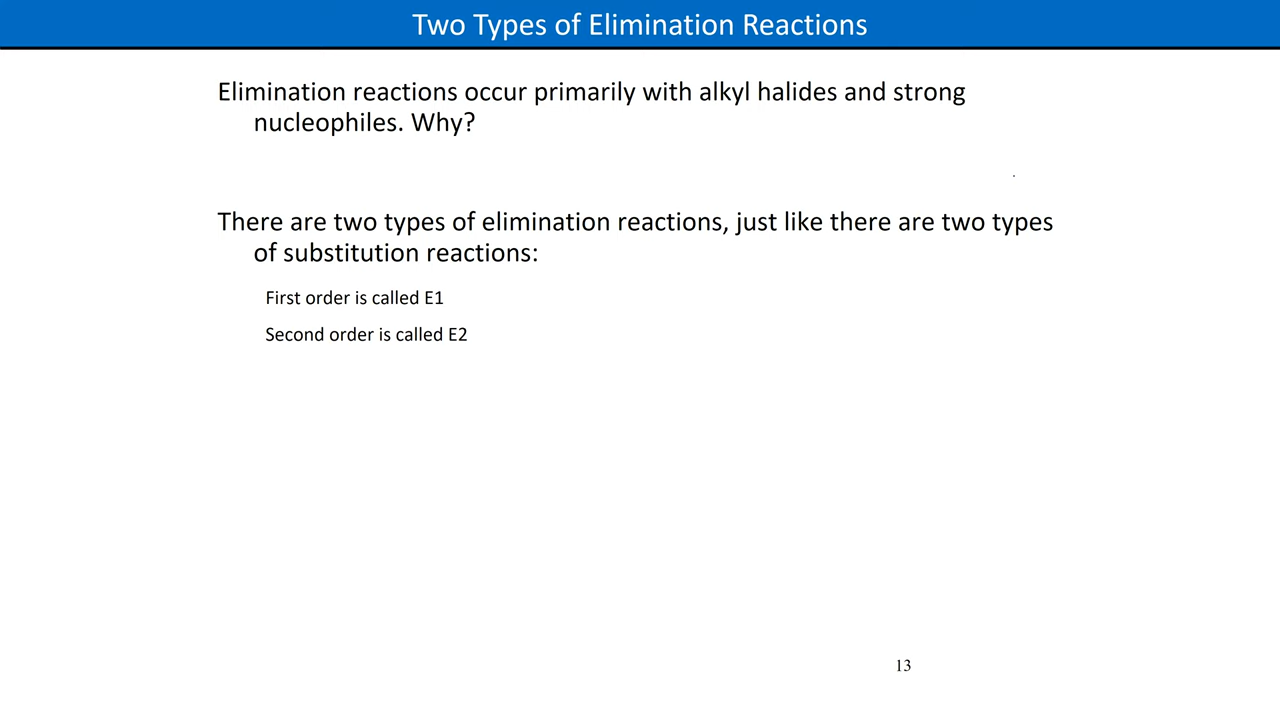 Two Types of Elimination Reactions
Elimination reactions occur primarily with alkyl halides and strong
nucleophiles. Why?
.
There are two types of elimination reactions, just like there are two types
of substitution reactions:
First order is called E1
Second order is called E2
13